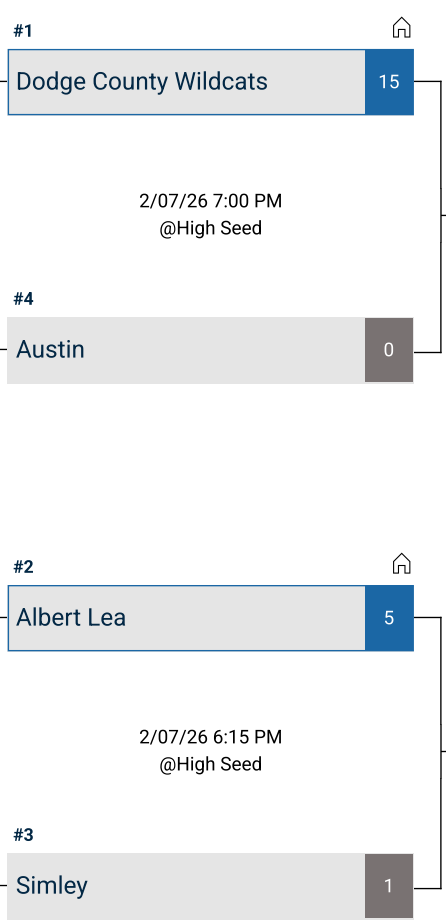 #1
Dodge County Wildcats 15
2/07/26 7:00 PM
@High Seed
#4
Austin 0
#2
Albert Lea 5
2/07/26 6:15 PM
@High Seed
#3
Simley 1